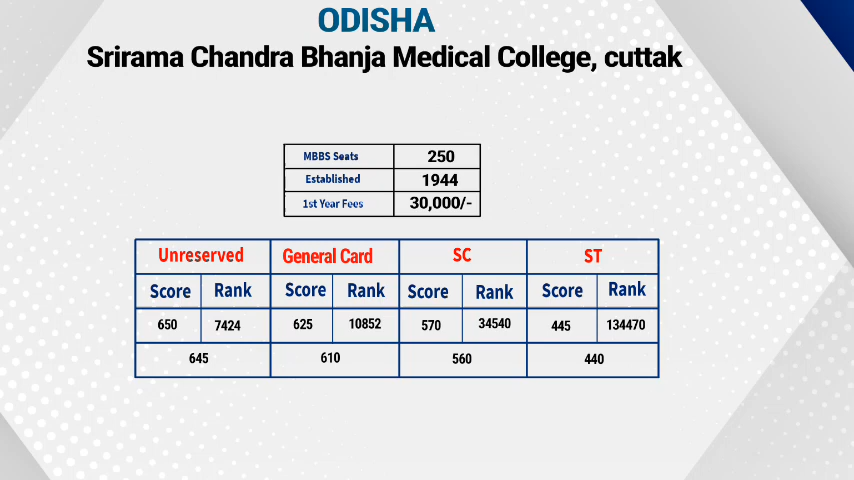 ODISHA
Srirama Chandra Bhanja Medical College, cuttak
MBBS Seats 250
Established 1944
1st Year Fees 30,000/-
Unreserved General Card SC ST
Score Rank Score Rank Score Rank Score Rank
650 7424 625 10852 570 34540 445 134470
645 610 560 440